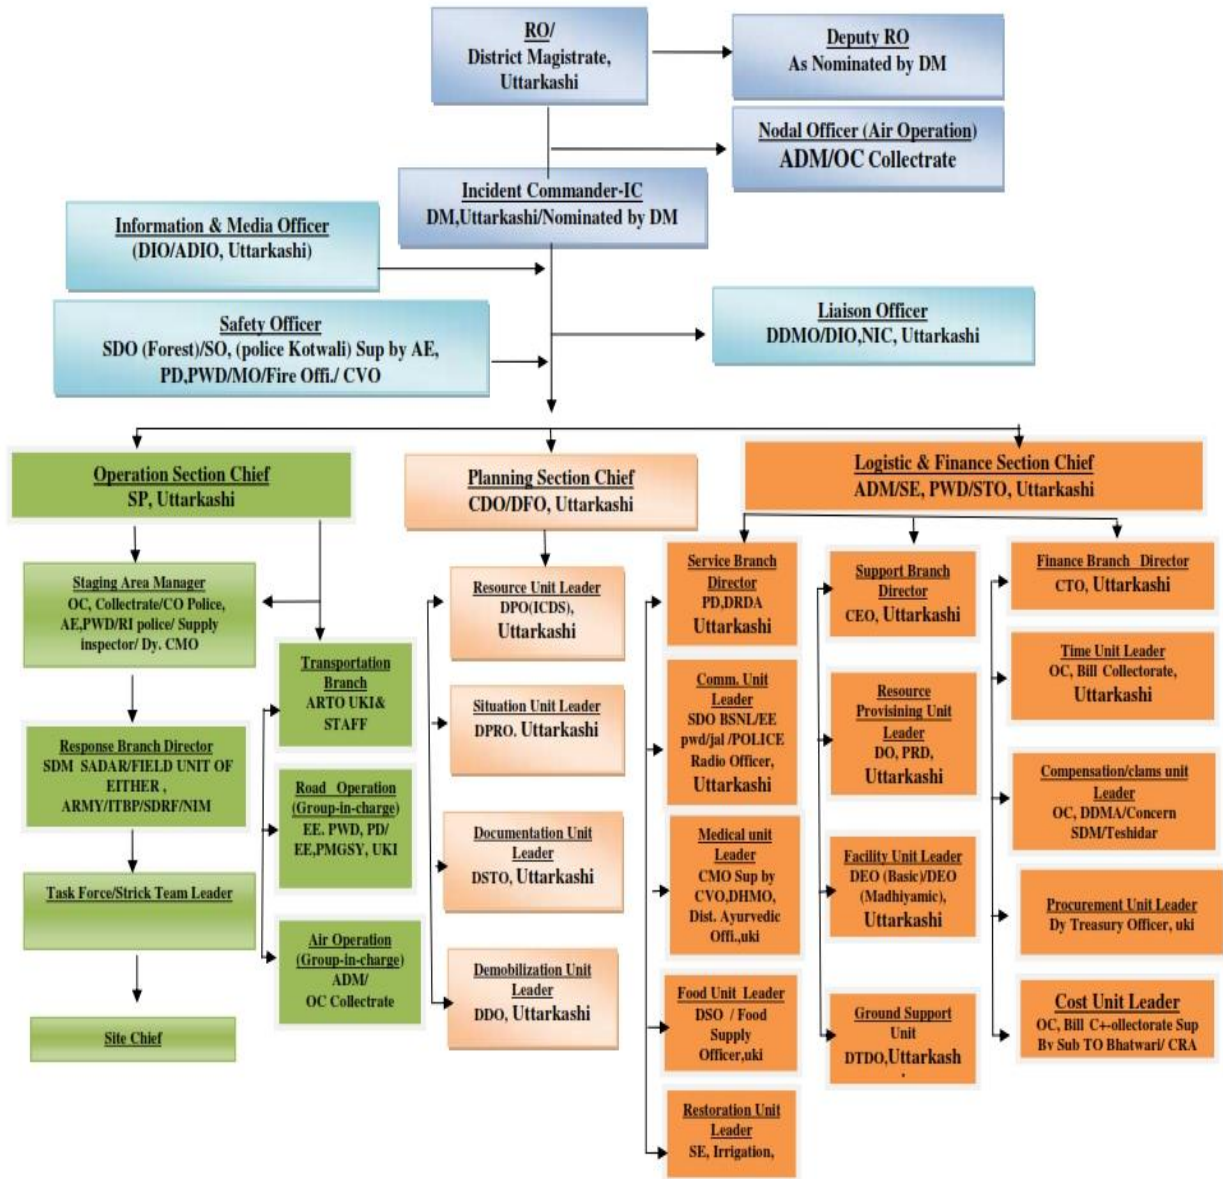 RO/
District Magistrate,
Uttarkashi
Deputy RO
As Nominated by DM
Nodal Officer (Air Operation)
ADM/OC Collectrate
Incident Commander-IC
DM,Uttarkashi/Nominated by DM
Information & Media Officer
(DIO/ADIO, Uttarkashi)
Safety Officer
SDO (Forest)/SO, (police Kotwali) Sup by AE,
PD,PWD/MO/Fire Offi./ CVO
Liaison Officer
DDMO/DIO,NIC, Uttarkashi
Operation Section Chief
SP, Uttarkashi
Planning Section Chief
CDO/DFO, Uttarkashi
Logistic & Finance Section Chief
ADM/SE, PWD/STO, Uttarkashi
Staging Area Manager
OC, Collectrate/CO Police,
AE,PWD/RI police/ Supply
inspector/ Dy. CMO
Response Branch Director
SDM SADAR/FIELD UNIT OF
EITHER ,
ARMY/ITBP/SDRF/NIM
Task Force/Strick Team Leader
Site Chief
Transportation
Branch
ARTO UKI&
STAFF
Road Operation
(Group-in-charge)
EE. PWD, PD/
EE,PMGSY, UKI
Air Operation
(Group-in-charge)
ADM/
OC Collectrate
Resource Unit Leader
DPO(ICDS),
Uttarkashi
Situation Unit Leader
DPRO. Uttarkashi
Documentation Unit
Leader
DSTO, Uttarkashi
Demobilization Unit
Leader
DDO, Uttarkashi
Service Branch
Director
PD,DRDA
Uttarkashi
Comm. Unit
Leader
SDO BSNL/EE
pwd/jal /POLICE
Radio Officer,
Uttarkashi
Medical unit
Leader
CMO Sup by
CVO,DHMO,
Dist. Ayurvedic
Offi.,uki
Food Unit Leader
DSO / Food
Supply
Officer,uki
Restoration Unit
Leader
SE, Irrigation,
Support Branch
Director
CEO, Uttarkashi
Resource
Provisining Unit
Leader
DO, PRD,
Uttarkashi
Facility Unit Leader
DEO (Basic)/DEO
(Madhiyamic),
Uttarkashi
Ground Support
Unit
DTDO,Uttarkash
Finance Branch Director
CTO, Uttarkashi
Time Unit Leader
OC, Bill Collectorate,
Uttarkashi
Compensation/clams unit
Leader
OC, DDMA/Concern
SDM/Teshidar
Procurement Unit Leader
Dy Treasury Officer, uki
Cost Unit Leader
OC, Bill C+-ollectorate Sup
By Sub TO Bhatwari/ CRA